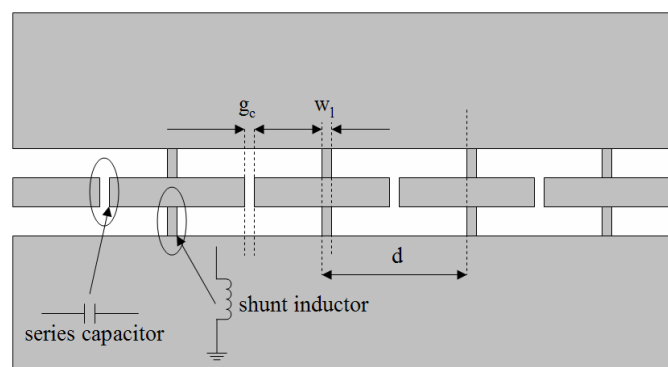 g_c w_l
d
shunt inductor
series capacitor